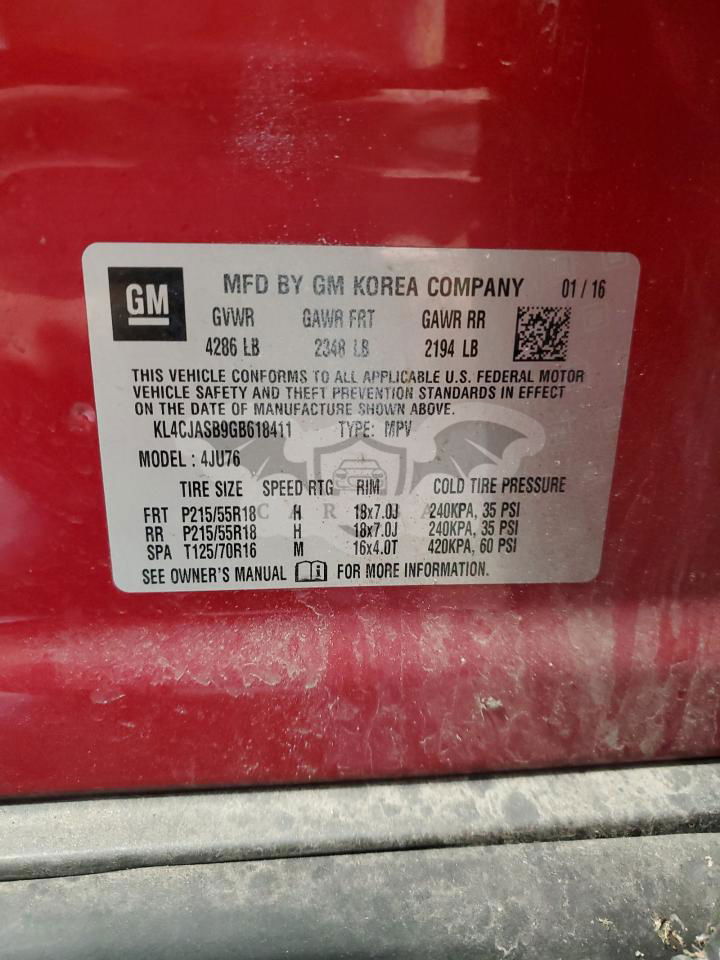 GM
MFD BY GM KOREA COMPANY 01 / 16
GVWR GAWR FRT GAWR RR
4286 LB 2348 LB 2194 LB
THIS VEHICLE CONFORMS TO ALL APPLICABLE U.S. FEDERAL MOTOR
VEHICLE SAFETY AND THEFT PREVENTION STANDARDS IN EFFECT
ON THE DATE OF MANUFACTURE SHOWN ABOVE.
KL4CJASB9GB618411 TYPE: MPV
MODEL : 4JU76
TIRE SIZE SPEED RTG RIM COLD TIRE PRESSURE
FRT P215/55R18 H 18x7.0J 240KPA, 35 PSI
RR P215/55R18 H 18x7.0J 240KPA, 35 PSI
SPA T125/70R16 M 16x4.0T 420KPA, 60 PSI
SEE OWNER'S MANUAL FOR MORE INFORMATION.